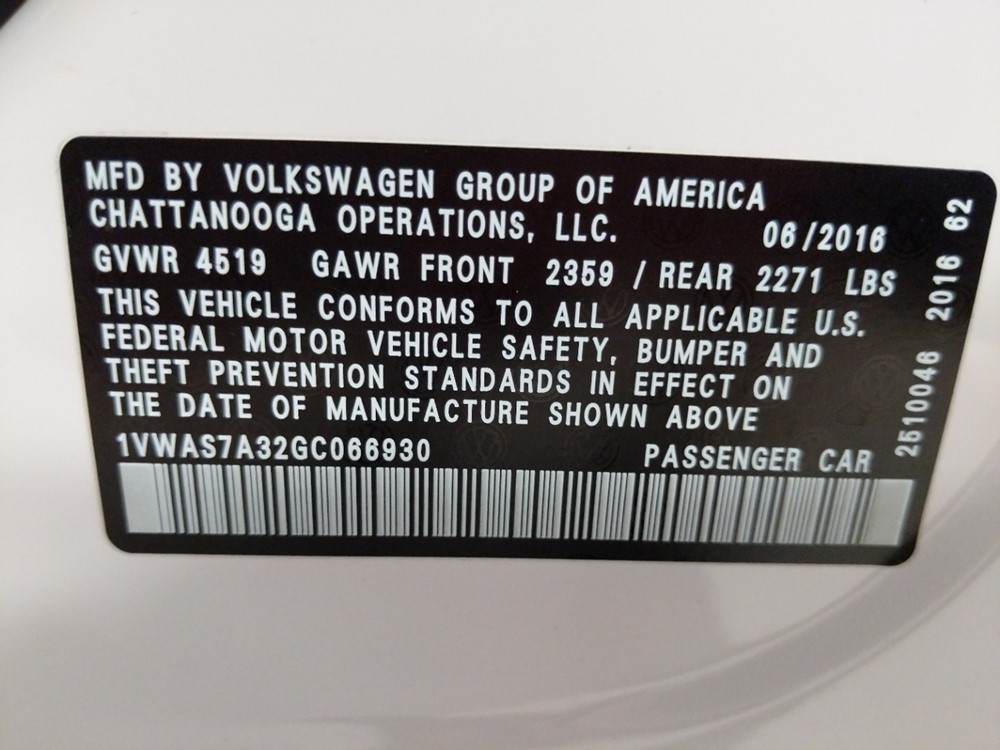 MFD BY VOLKSWAGEN GROUP OF AMERICA
CHATTANOOGA OPERATIONS, LLC. 06/2016
GVWR 4519 GAWR FRONT 2359 / REAR 2271 LBS
THIS VEHICLE CONFORMS TO ALL APPLICABLE U.S.
FEDERAL MOTOR VEHICLE SAFETY, BUMPER AND
THEFT PREVENTION STANDARDS IN EFFECT ON
THE DATE OF MANUFACTURE SHOWN ABOVE
1VWAS7A32GC066930 PASSENGER CAR
2510046 2016 62